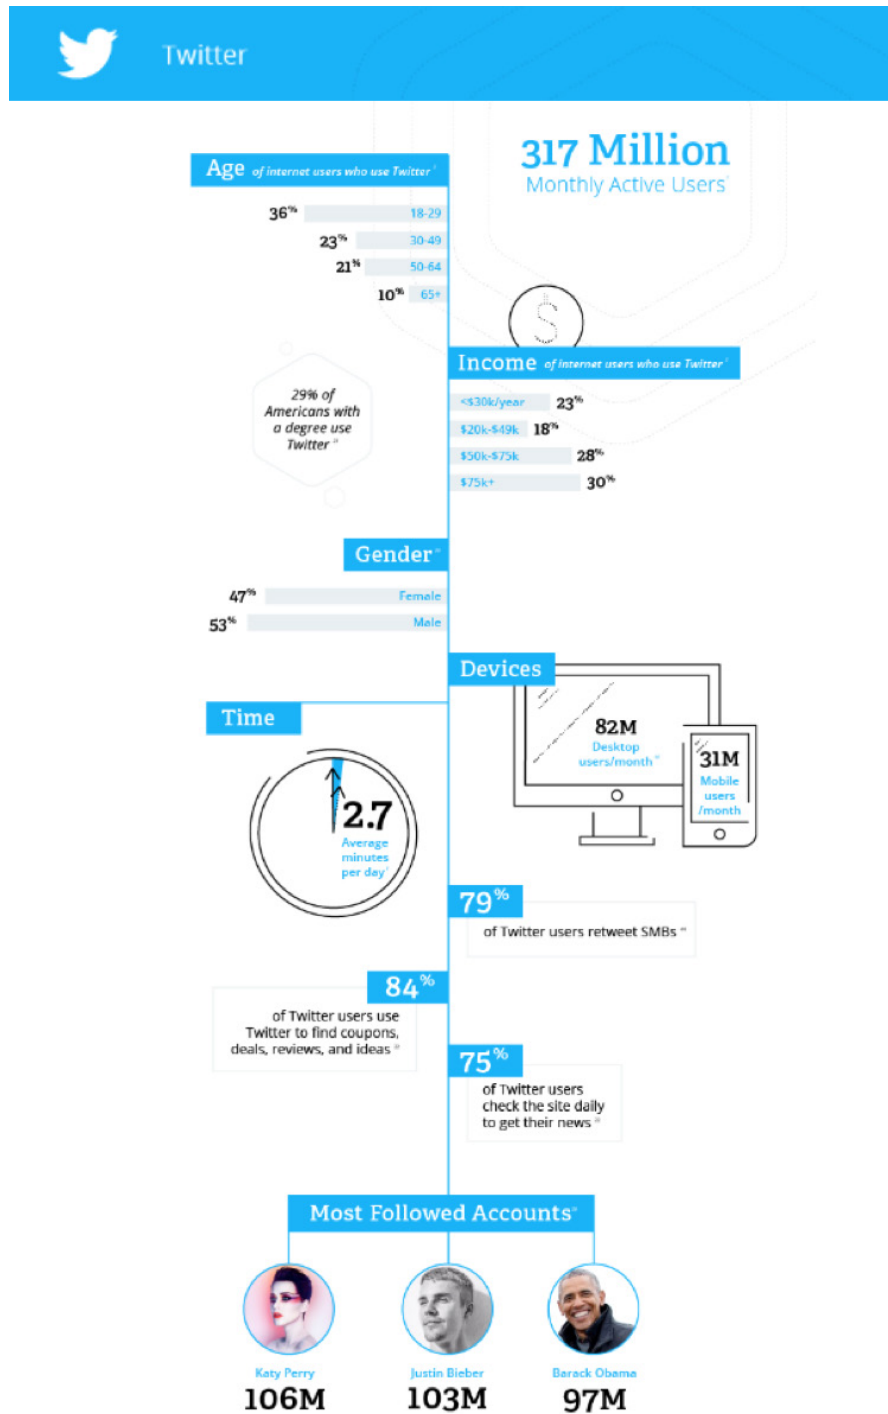 Twitter
317 Million
Monthly Active Users
Age of internet users who use Twitter
36% 18-29
23% 30-49
21% 50-64
10% 65+
Income of internet users who use Twitter
<$30k/year 23%
$20k-$49k 18%
$50k-$75k 28%
$75k+ 30%
29% of
Americans with
a degree use
Twitter
Gender
47% Female
53% Male
Devices
82M
Desktop
users/month
31M
Mobile
users
/month
Time
2.7
Average
minutes
per day
79%
of Twitter users retweet SMBs
84%
of Twitter users use
Twitter to find coupons,
deals, reviews, and ideas
75%
of Twitter users
check the site daily
to get their news
Most Followed Accounts
Katy Perry
106M
Justin Bieber
103M
Barack Obama
97M